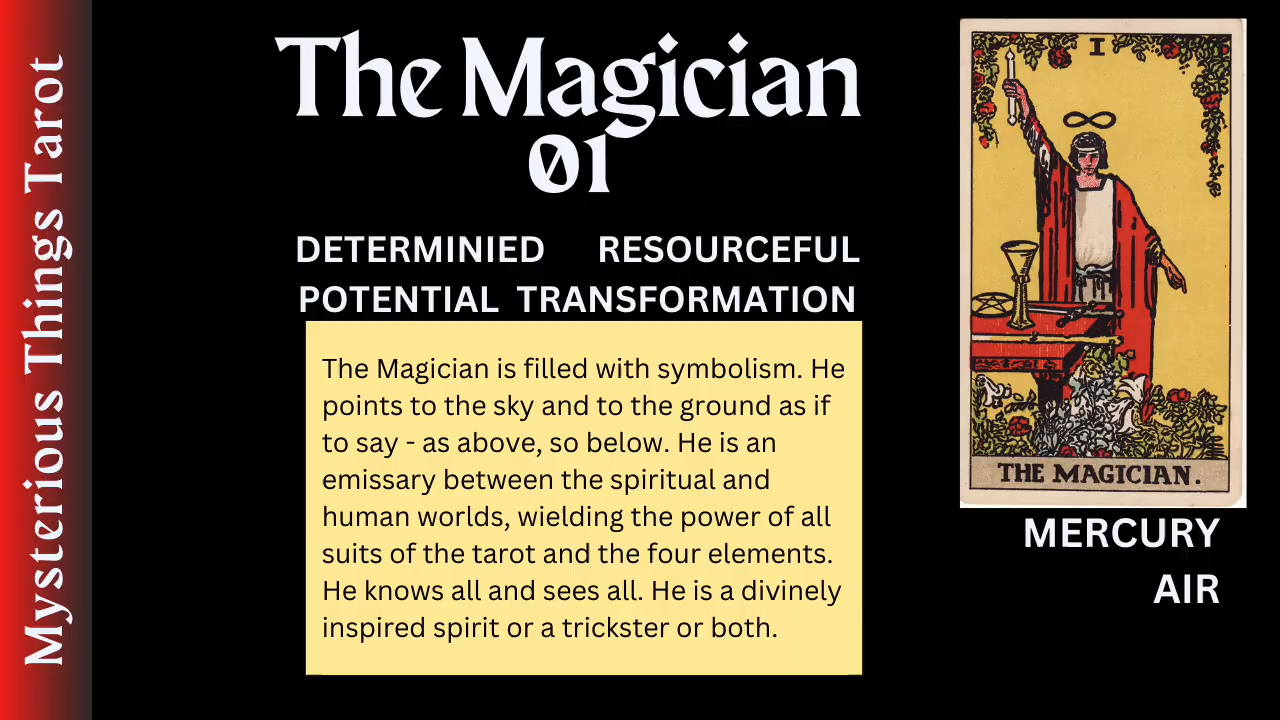 Mysterious Things Tarot
The Magician
01
DETERMINIED RESOURCEFUL
POTENTIAL TRANSFORMATION
The Magician is filled with symbolism. He
points to the sky and to the ground as if
to say - as above, so below. He is an
emissary between the spiritual and
human worlds, wielding the power of all
suits of the tarot and the four elements.
He knows all and sees all. He is a divinely
inspired spirit or a trickster or both.
I
THE MAGICIAN.
MERCURY
AIR